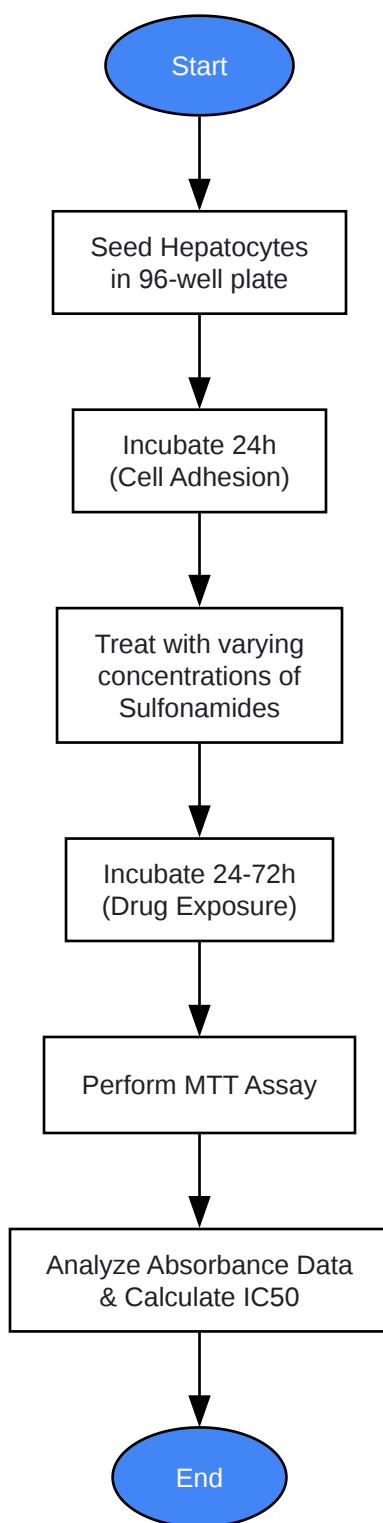 Start
Seed Hepatocytes
in 96-well plate
Incubate 24h
(Cell Adhesion)
Treat with varying
concentrations of
Sulfonamides
Incubate 24-72h
(Drug Exposure)
Perform MTT Assay
Analyze Absorbance Data
& Calculate IC50
End